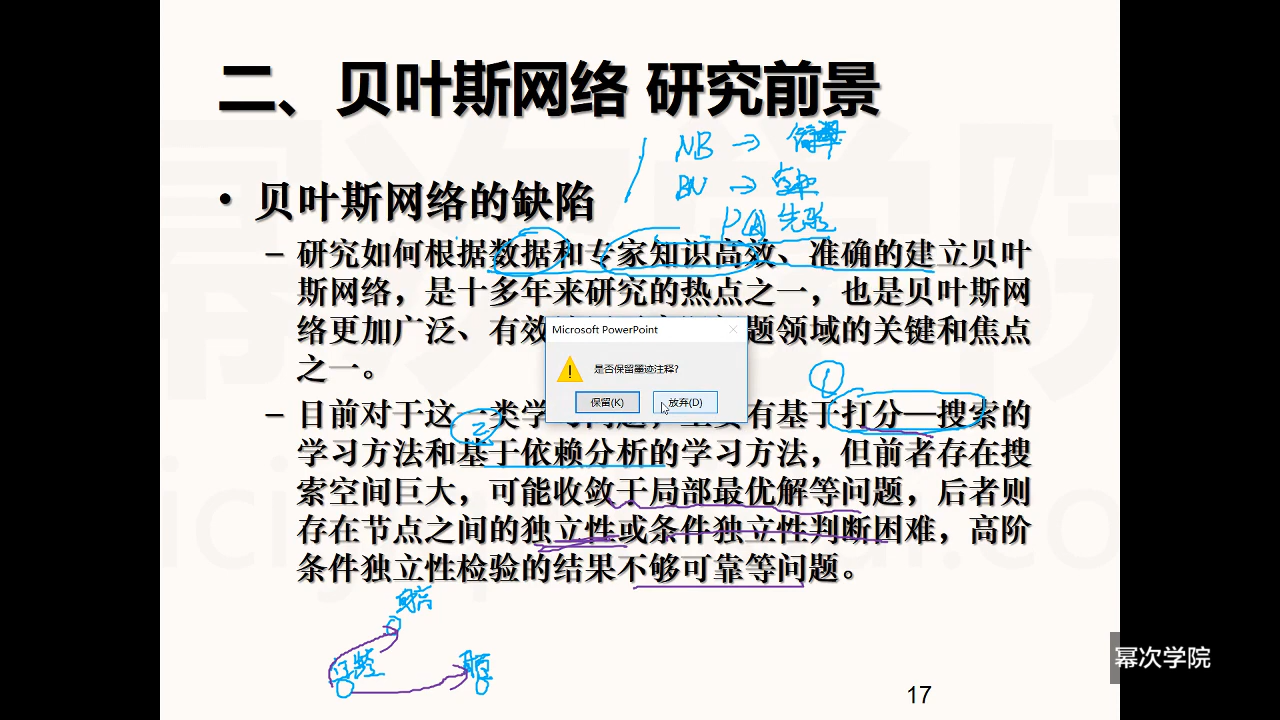 二、贝叶斯网络 研究前景
NB →
BN →
P(A) 先验
• 贝叶斯网络的缺陷
– 研究如何根据数据和专家知识高效、准确的建立贝叶
斯网络，是十多年来研究的热点之一，也是贝叶斯网
络更加广泛、有效 题领域的关键和焦点
之一。
Microsoft PowerPoint
是否保留墨迹注释?
保留(K) 放弃(D)
①
– 目前对于这一类学 有基于打分—搜索的
②
学习方法和基于依赖分析的学习方法，但前者存在搜
索空间巨大，可能收敛于局部最优解等问题，后者则
存在节点之间的独立性或条件独立性判断困难，高阶
条件独立性检验的结果不够可靠等问题。
身高
幂次学院
17